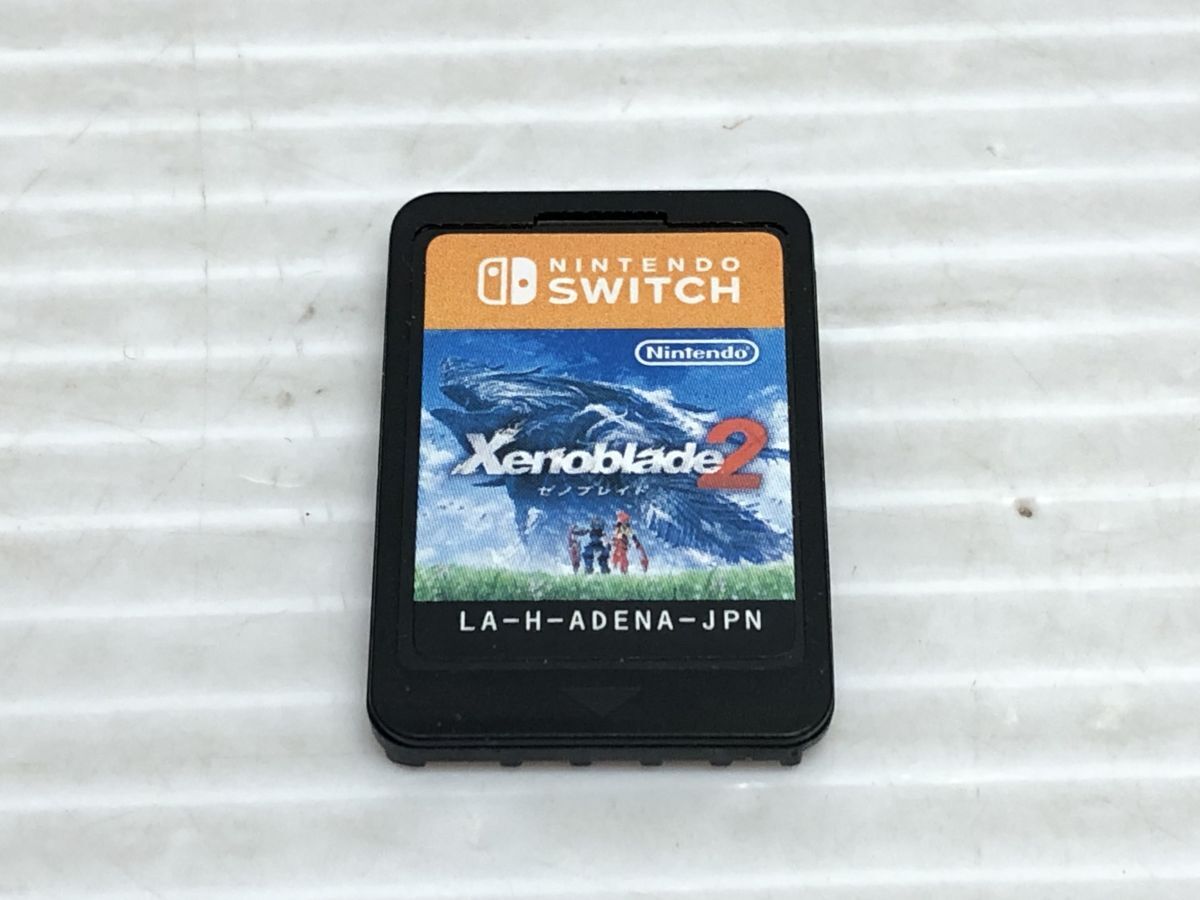 NINTENDO
SWITCH
Nintendo
Xenoblade2
ゼノブレイド
LA-H-ADENA-JPN